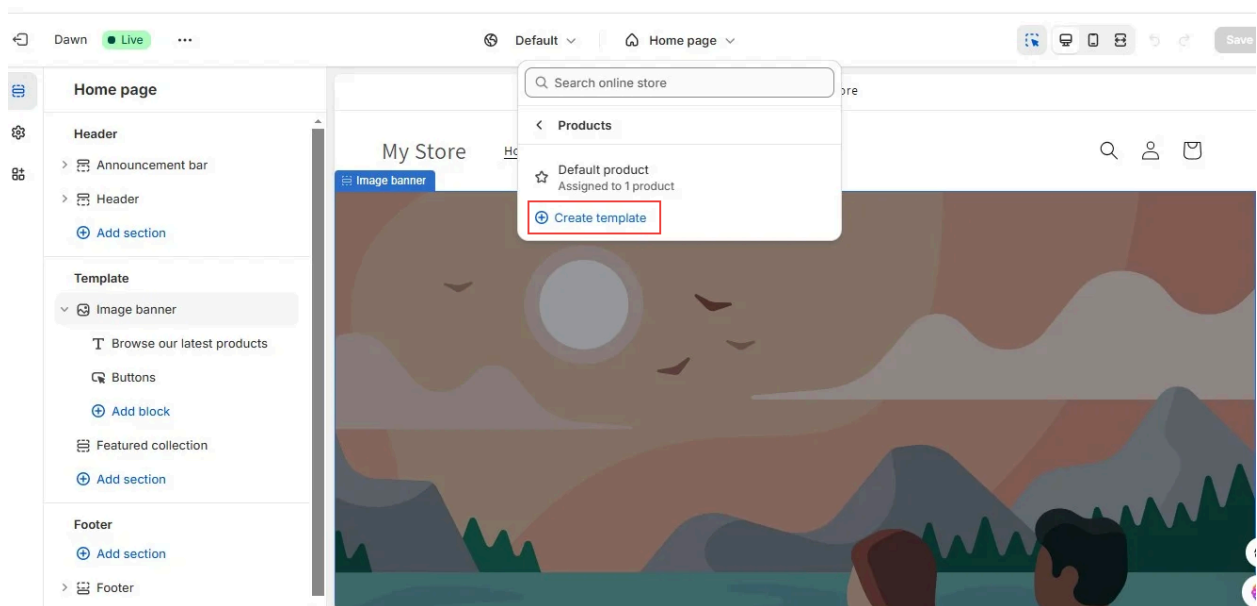 Dawn
Live
Default
Home page
Save
Search online store
Products
Default product
Assigned to 1 product
Create template
Home page
Header
Announcement bar
Header
Add section
Template
Image banner
Browse our latest products
Buttons
Add block
Featured collection
Add section
Footer
Add section
Footer
My Store
Image banner